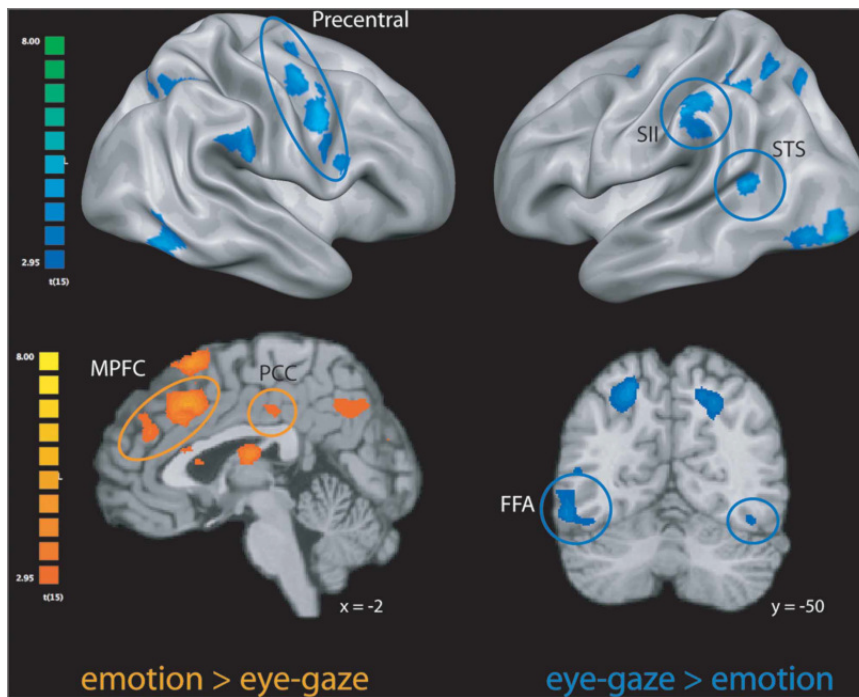 Precentral
8.00
2.95
t(15)
SII
STS
8.00
MPFC
PCC
2.95
t(15)
x = -2
FFA
y = -50
emotion > eye-gaze
eye-gaze > emotion